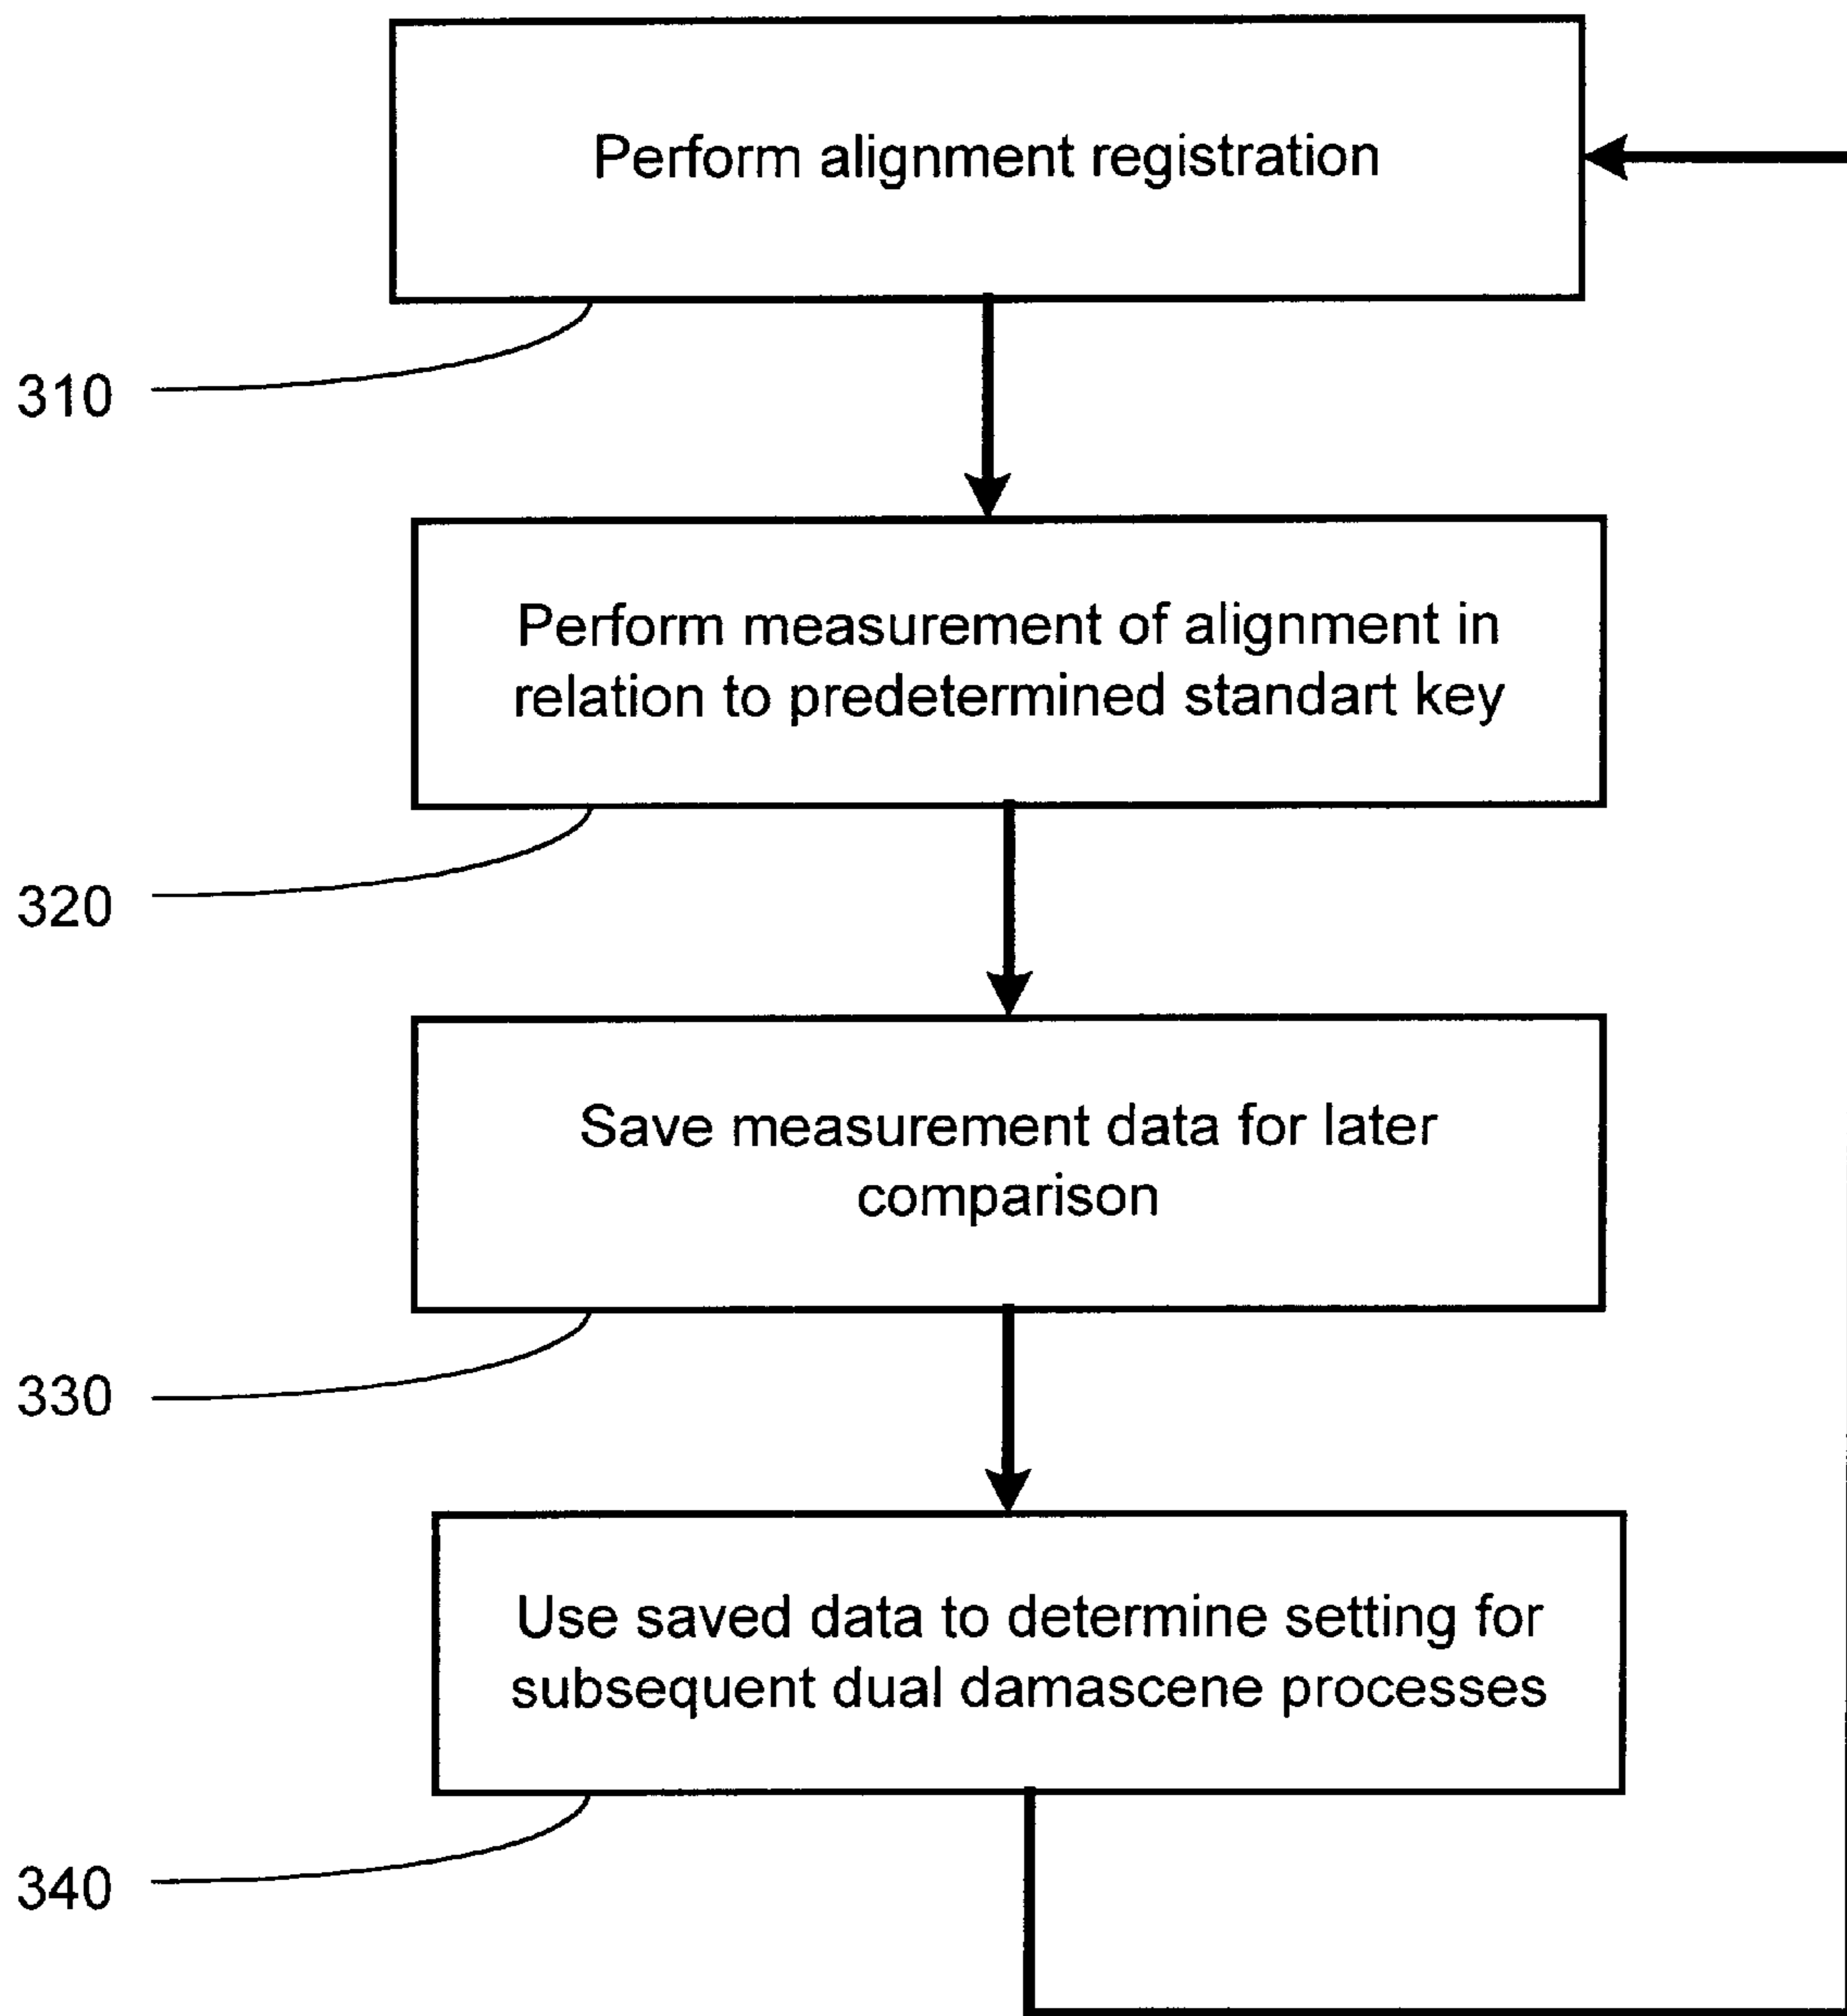 Perform alignment registration
310
Perform measurement of alignment in
relation to predetermined standart key
320
Save measurement data for later
comparison
330
Use saved data to determine setting for
subsequent dual damascene processes
340